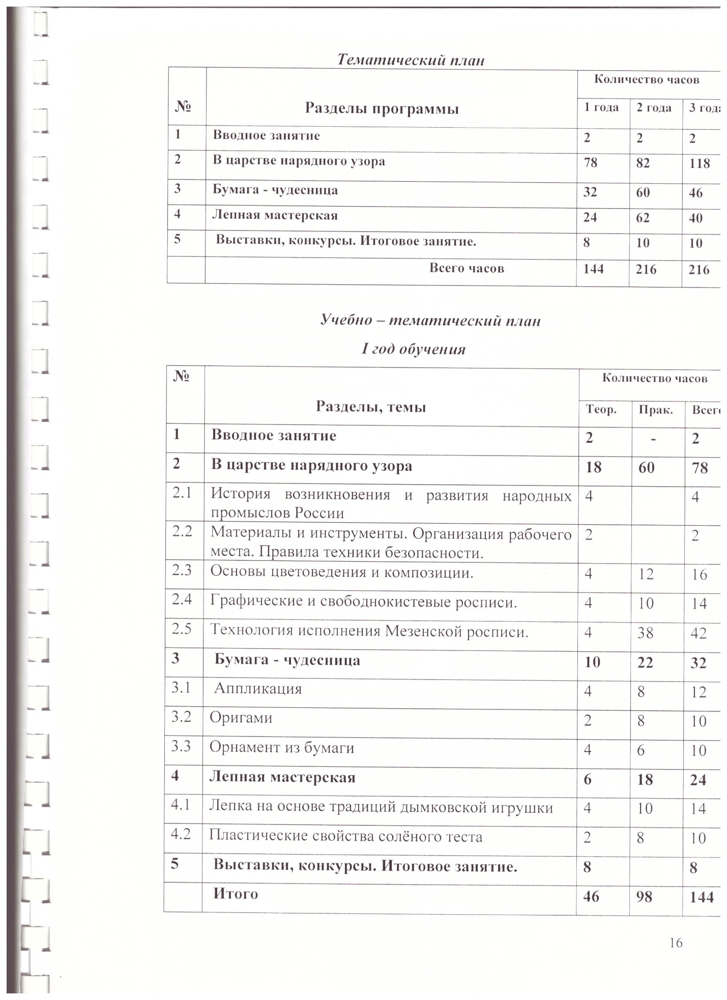 Тематический план
Количество часов
№ Разделы программы 1 года 2 года 3 года
1 Вводное занятие 2 2 2
2 В царстве нарядного узора 78 82 118
3 Бумага - чудесница 32 60 46
4 Лепная мастерская 24 62 40
5 Выставки, конкурсы. Итоговое занятие. 8 10 10
Всего часов 144 216 216
Учебно – тематический план
I год обучения
№ Количество часов
Разделы, темы Теор. Прак. Всего
1 Вводное занятие 2 - 2
2 В царстве нарядного узора 18 60 78
2.1 История возникновения и развития народных 4 4
промыслов России
2.2 Материалы и инструменты. Организация рабочего 2 2
места. Правила техники безопасности.
2.3 Основы цветоведения и композиции. 4 12 16
2.4 Графические и свободнокистевые росписи. 4 10 14
2.5 Технология исполнения Мезенской росписи. 4 38 42
3 Бумага - чудесница 10 22 32
3.1 Аппликация 4 8 12
3.2 Оригами 2 8 10
3.3 Орнамент из бумаги 4 6 10
4 Лепная мастерская 6 18 24
4.1 Лепка на основе традиций дымковской игрушки 4 10 14
4.2 Пластические свойства солёного теста 2 8 10
5 Выставки, конкурсы. Итоговое занятие. 8 8
Итого 46 98 144
16